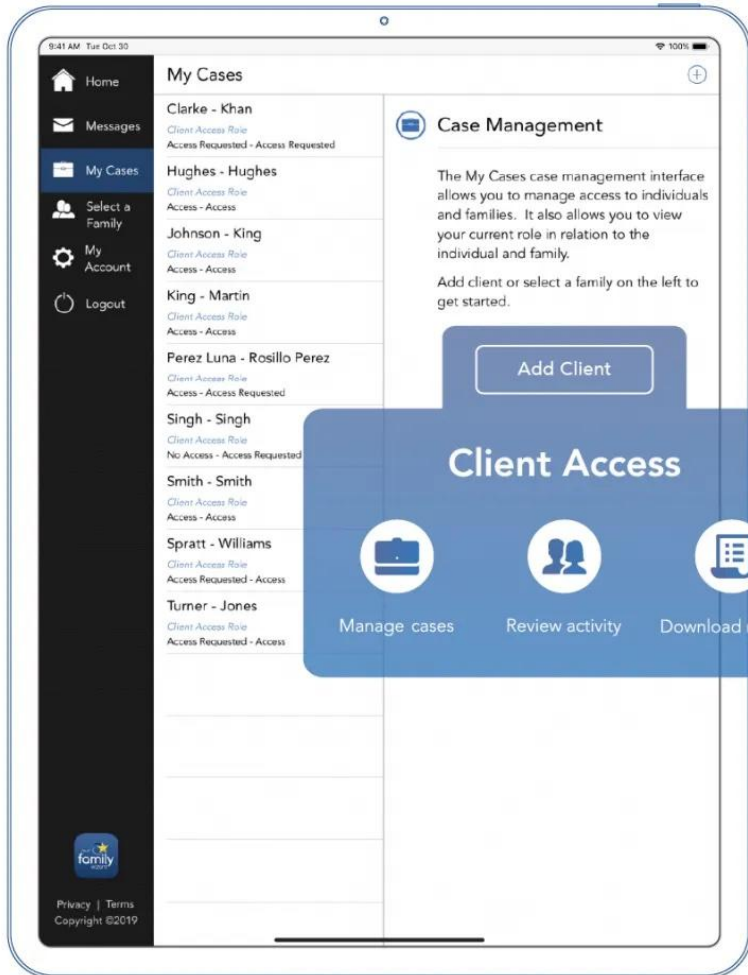 9:41 AM Tue Oct 30
100%
Home
Messages
My Cases
Select a
Family
My
Account
Logout
family
Privacy | Terms
Copyright ©2019
My Cases
Clarke - Khan
Client Access Role
Access Requested - Access Requested
Hughes - Hughes
Client Access Role
Access - Access
Johnson - King
Client Access Role
Access - Access
King - Martin
Client Access Role
Access - Access
Perez Luna - Rosillo Perez
Client Access Role
Access - Access Requested
Singh - Singh
Client Access Role
No Access - Access Requested
Smith - Smith
Client Access Role
Access - Access
Spratt - Williams
Client Access Role
Access Requested - Access
Turner - Jones
Client Access Role
Access Requested - Access
Case Management
The My Cases case management interface
allows you to manage access to individuals
and families. It also allows you to view
your current role in relation to the
individual and family.
Add client or select a family on the left to
get started.
Add Client
Client Access
Manage cases
Review activity
Download